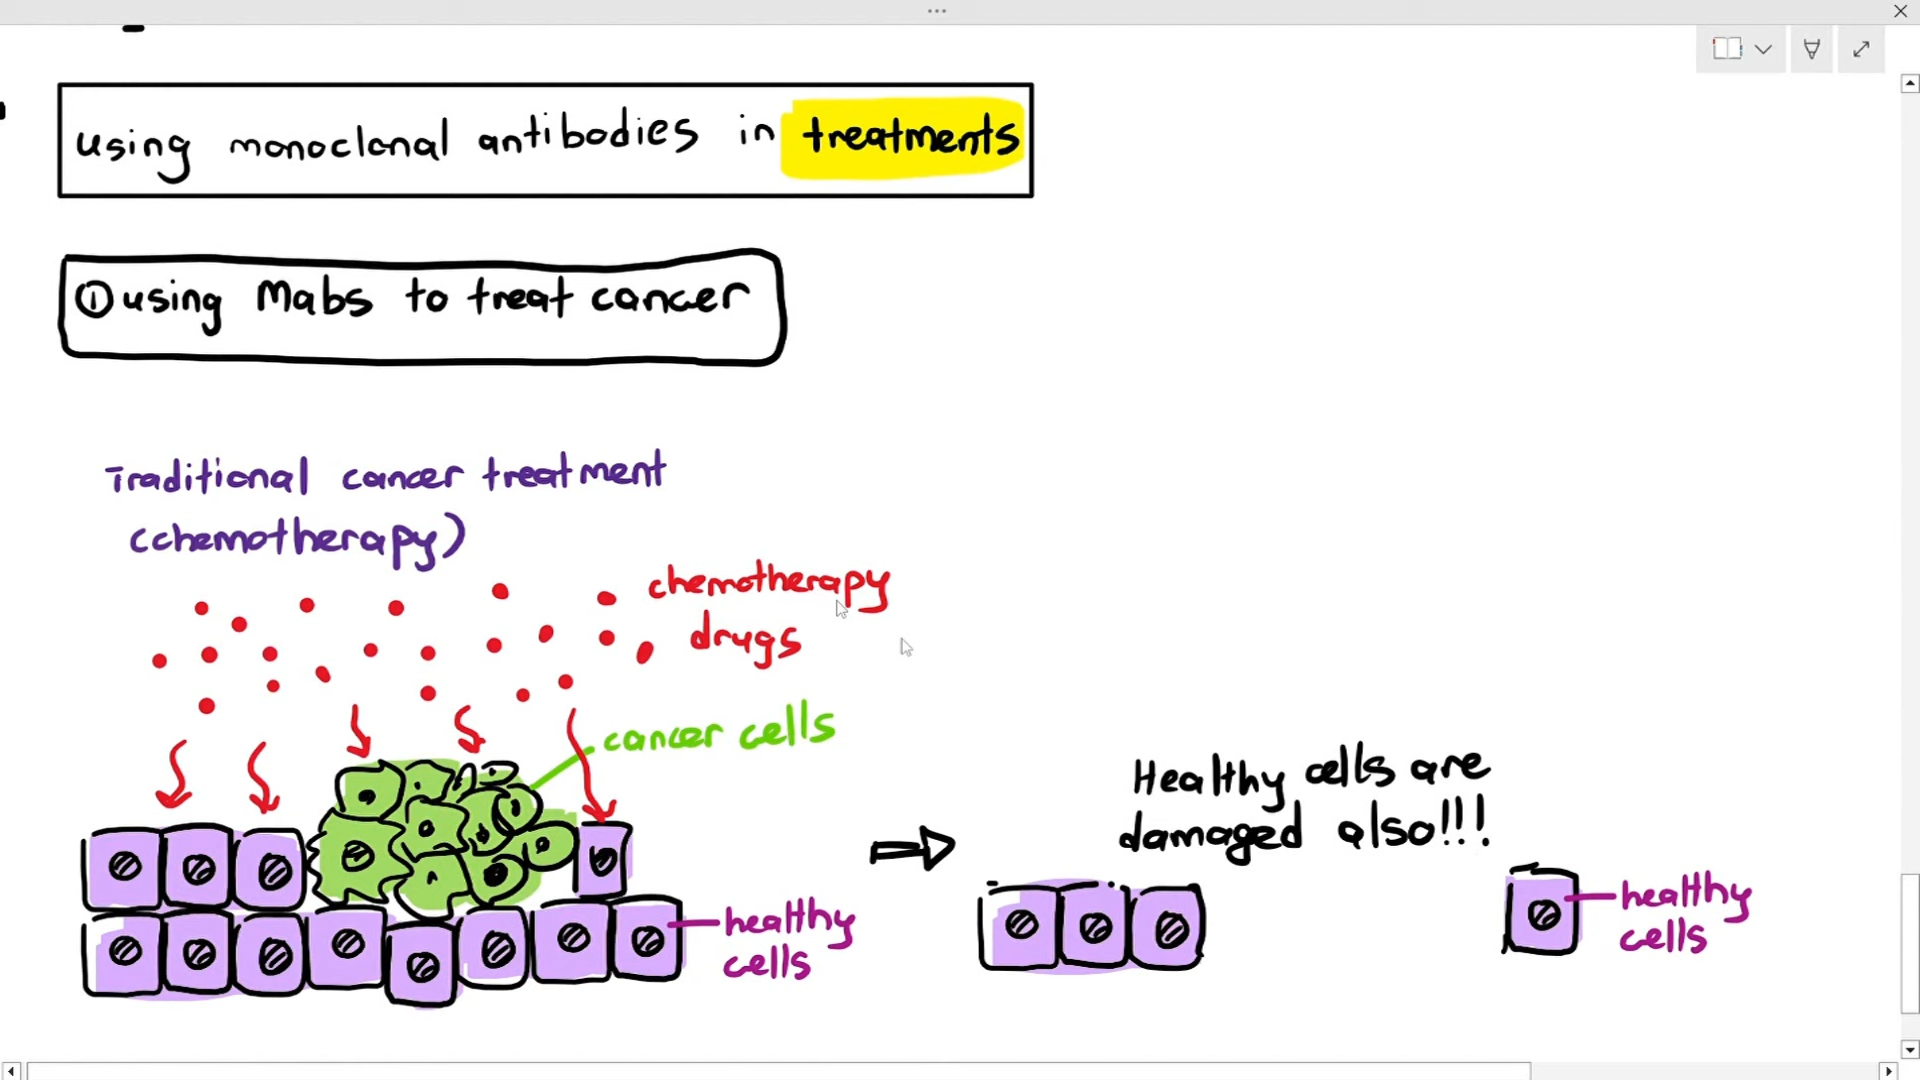 using monoclonal antibodies in treatments
① using Mabs to treat cancer
Traditional cancer treatment
(chemotherapy)
chemotherapy
drugs
cancer cells
healthy
cells
Healthy cells are
damaged also!!!
healthy
cells